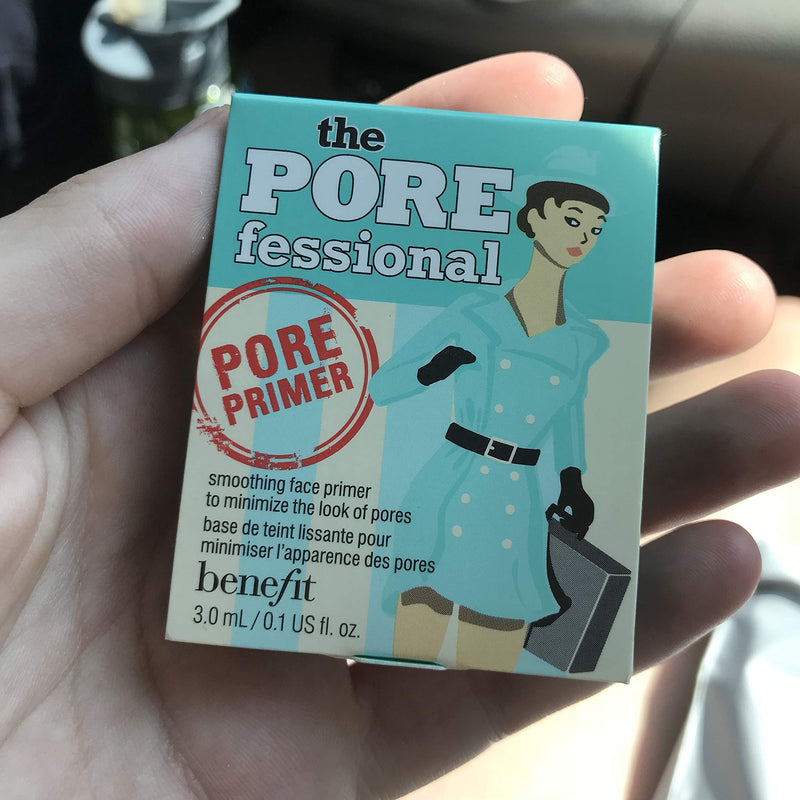 the
PORE
fessional
PORE
PRIMER
smoothing face primer
to minimize the look of pores
base de teint lissante pour
minimiser l'apparence des pores
benefit
3.0 mL / 0.1 US fl. oz.